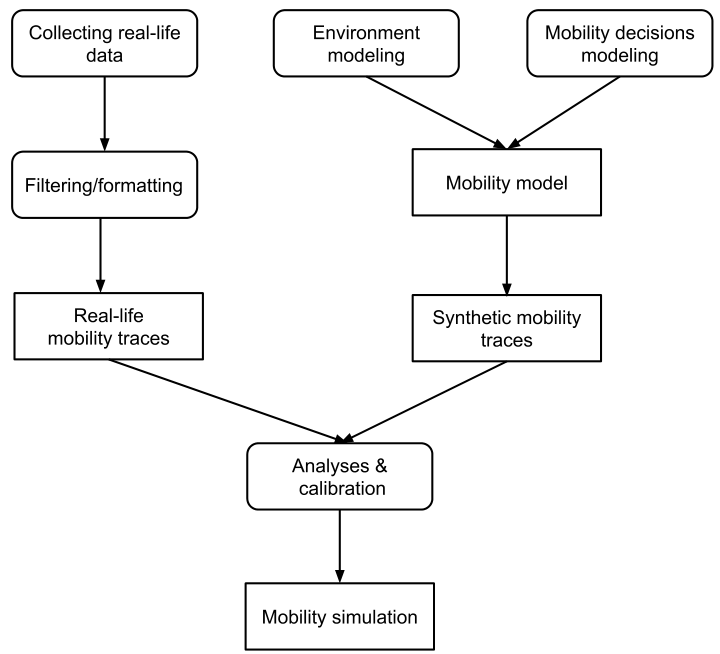 Collecting real-life
data
Environment
modeling
Mobility decisions
modeling
Filtering/formatting
Mobility model
Real-life
mobility traces
Synthetic mobility
traces
Analyses &
calibration
Mobility simulation